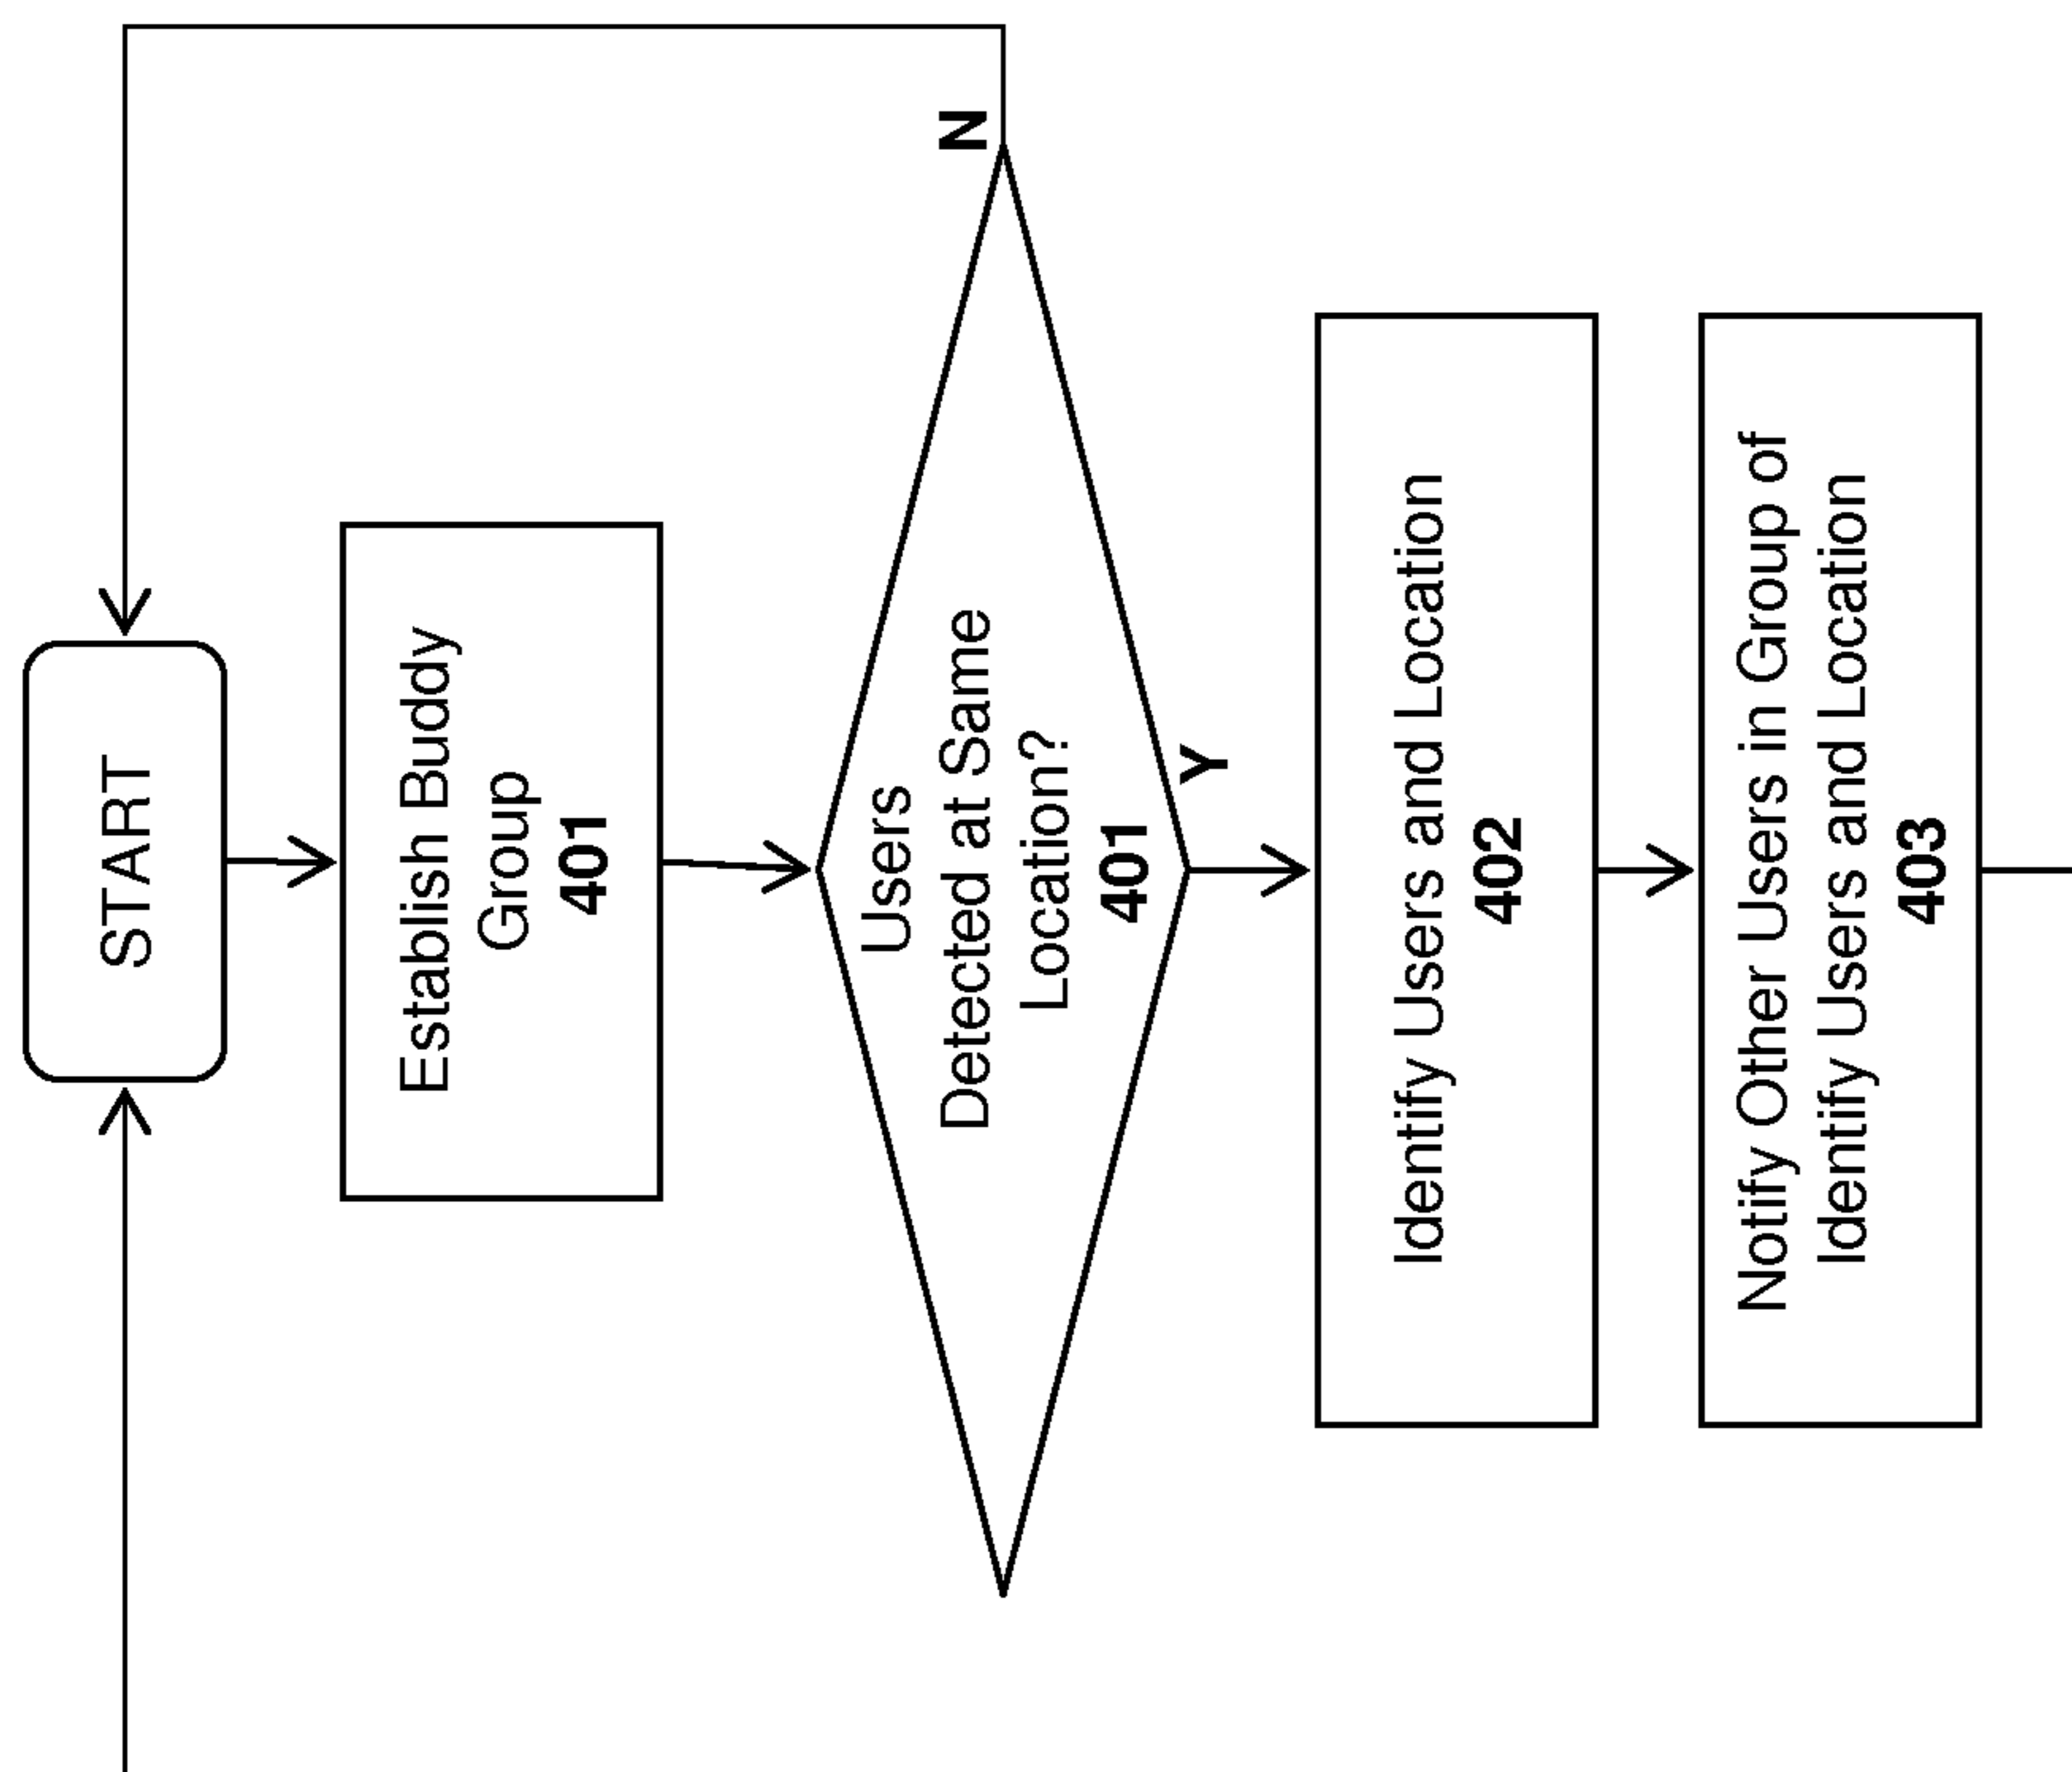 START
Establish Buddy
Group
401
Users
Detected at Same
Location?
401
N
Y
Identify Users and Location
402
Notify Other Users in Group of
Identify Users and Location
403